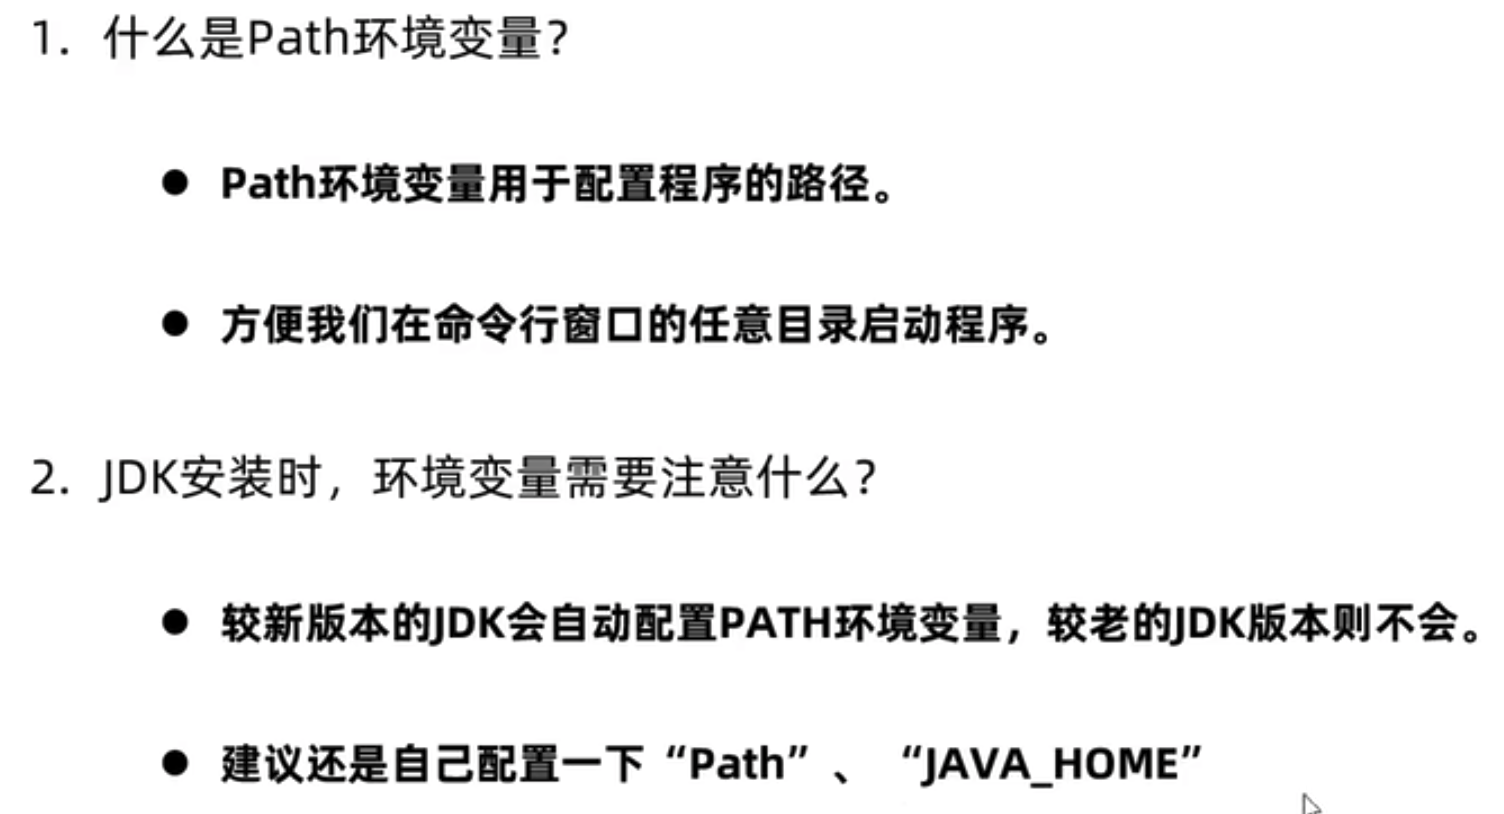 1. 什么是Path环境变量？
● Path环境变量用于配置程序的路径。
● 方便我们在命令行窗口的任意目录启动程序。
2. JDK安装时，环境变量需要注意什么？
● 较新版本的JDK会自动配置PATH环境变量，较老的JDK版本则不会。
● 建议还是自己配置一下“Path”、 “JAVA_HOME”